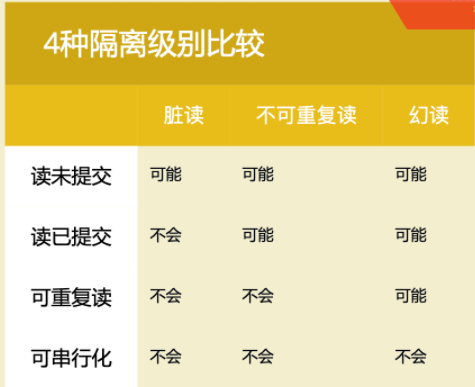 4种隔离级别比较
脏读 不可重复读 幻读
读未提交 可能 可能 可能
读已提交 不会 可能 可能
可重复读 不会 不会 可能
可串行化 不会 不会 不会